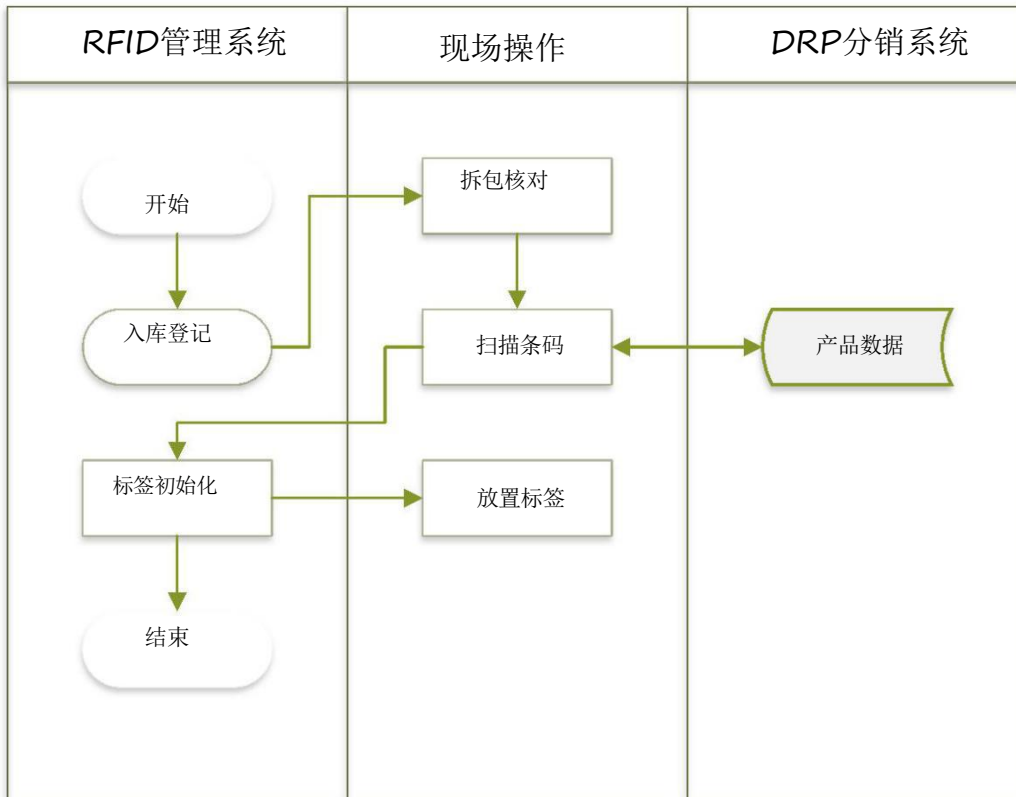 RFID管理系统
现场操作
DRP分销系统
开始
拆包核对
入库登记
扫描条码
产品数据
标签初始化
放置标签
结束